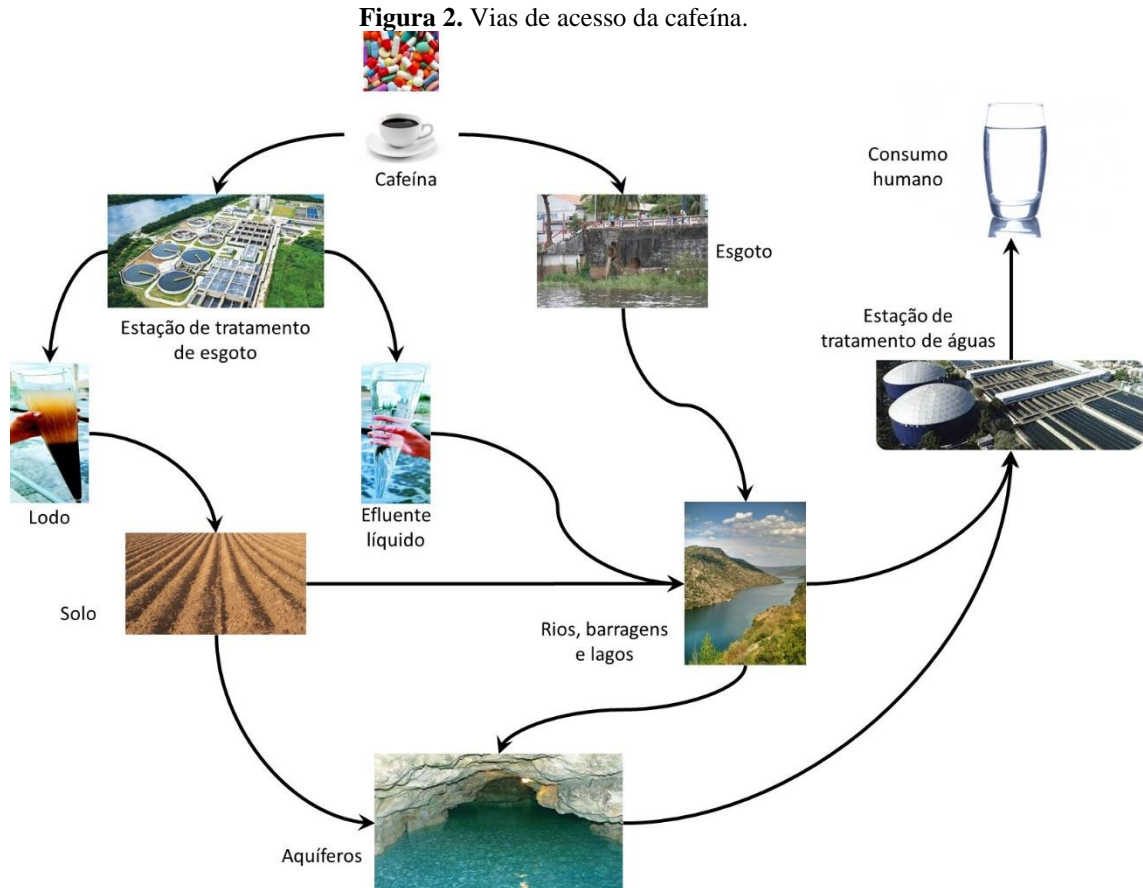 Figura 2. Vias de acesso da cafeína.
Cafeína
Consumo
humano
Esgoto
Estação de tratamento
de esgoto
Estação de
tratamento de águas
Lodo
Efluente
líquido
Solo
Rios, barragens
e lagos
Aquíferos